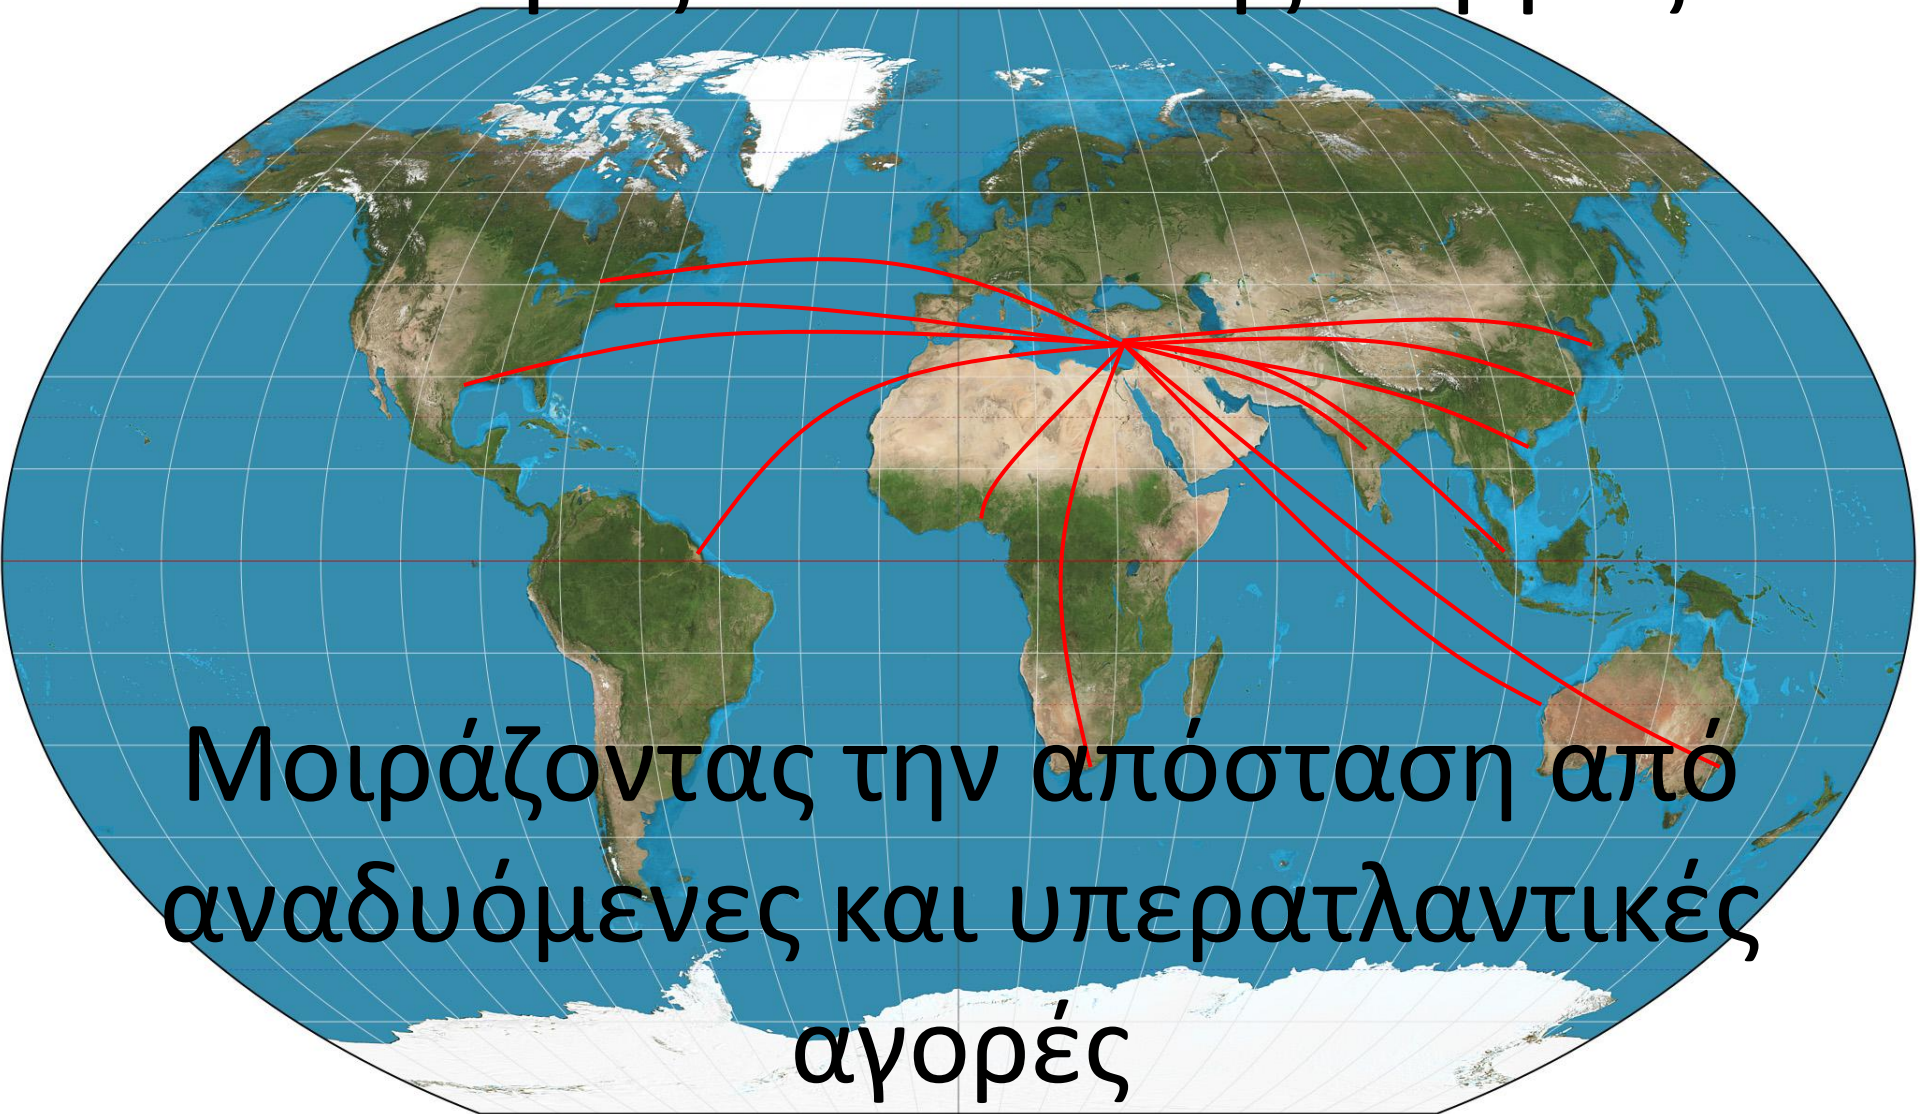 Μοιράζοντας την απόσταση από
αναδυόμενες και υπερατλαντικές
αγορές